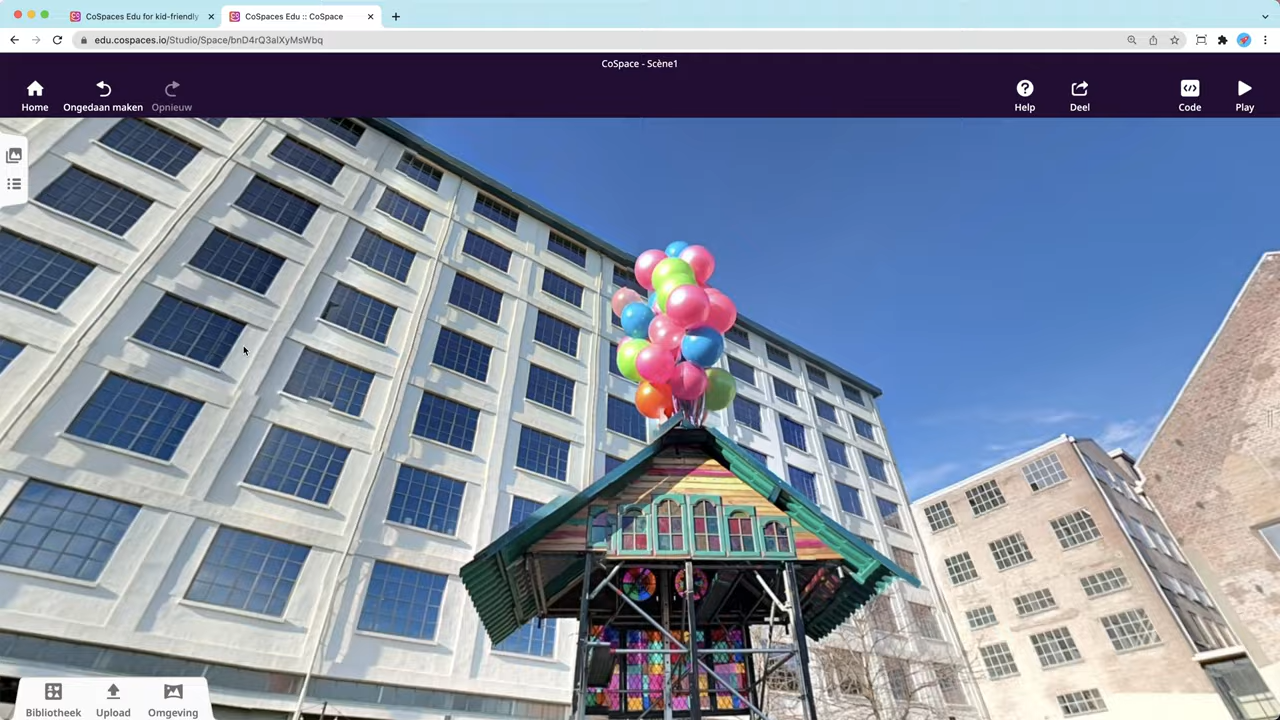 CoSpaces Edu for kid-friendly
CoSpaces Edu :: CoSpace
edu.cospaces.io/Studio/Space/bnD4rQ3alXyMsWbq
CoSpace - Scène1
Home
Ongedaan maken
Opnieuw
Help
Deel
Code
Play
Bibliotheek
Upload
Omgeving